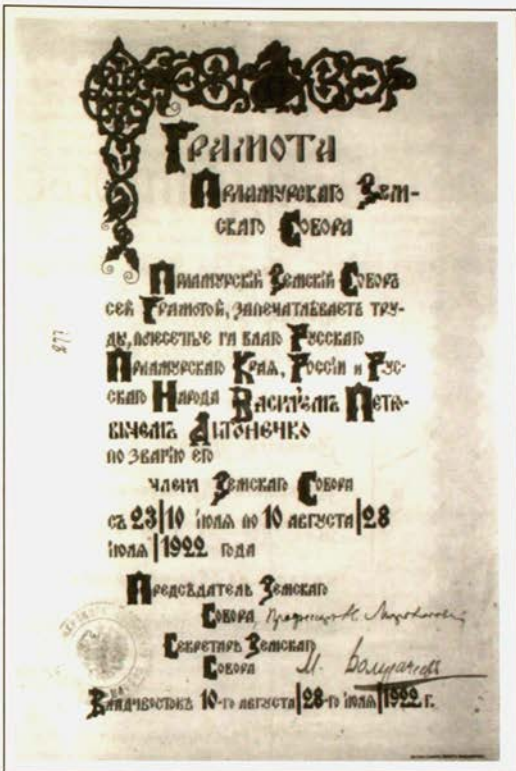 Грамота
Приамурскаго Зем-
скаго Собора
Приамурскій Земскій Соборъ
сей Грамотой, запечатлѣваетъ тру-
ды, понесенные на благо Русскаго
Приамурскаго Края, Россіи и Рус-
скаго Народа Василіемъ Петро-
вичемъ
по званію его
члена Земскаго Собора
съ 23|10 іюля по 10 августа|28
іюля|1922 года
Предсѣдатель Земскаго
Собора, Профессоръ
Секретарь Земскаго
Собора М.
Владивостокъ 10-го августа|28-го іюля|1922 г.